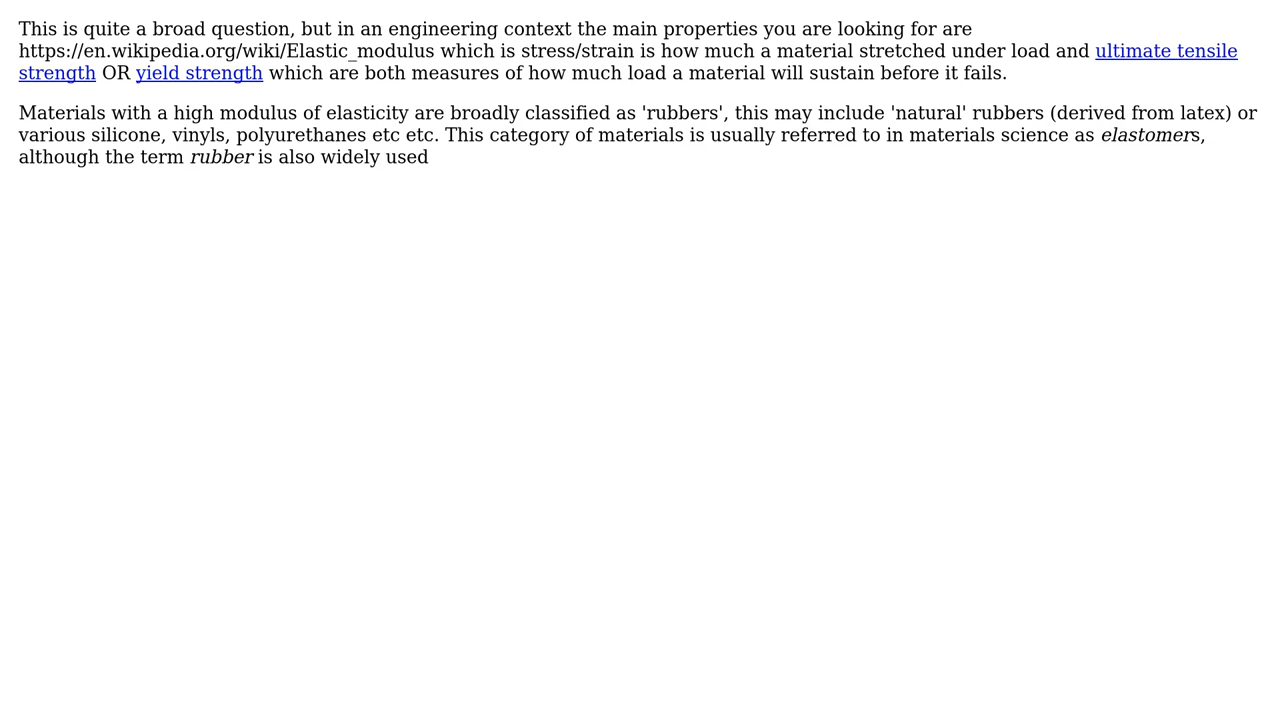 This is quite a broad question, but in an engineering context the main properties you are looking for are
https://en.wikipedia.org/wiki/Elastic_modulus which is stress/strain is how much a material stretched under load and ultimate tensile
strength OR yield strength which are both measures of how much load a material will sustain before it fails.
Materials with a high modulus of elasticity are broadly classified as 'rubbers', this may include 'natural' rubbers (derived from latex) or
various silicone, vinyls, polyurethanes etc etc. This category of materials is usually referred to in materials science as elastomers,
although the term rubber is also widely used